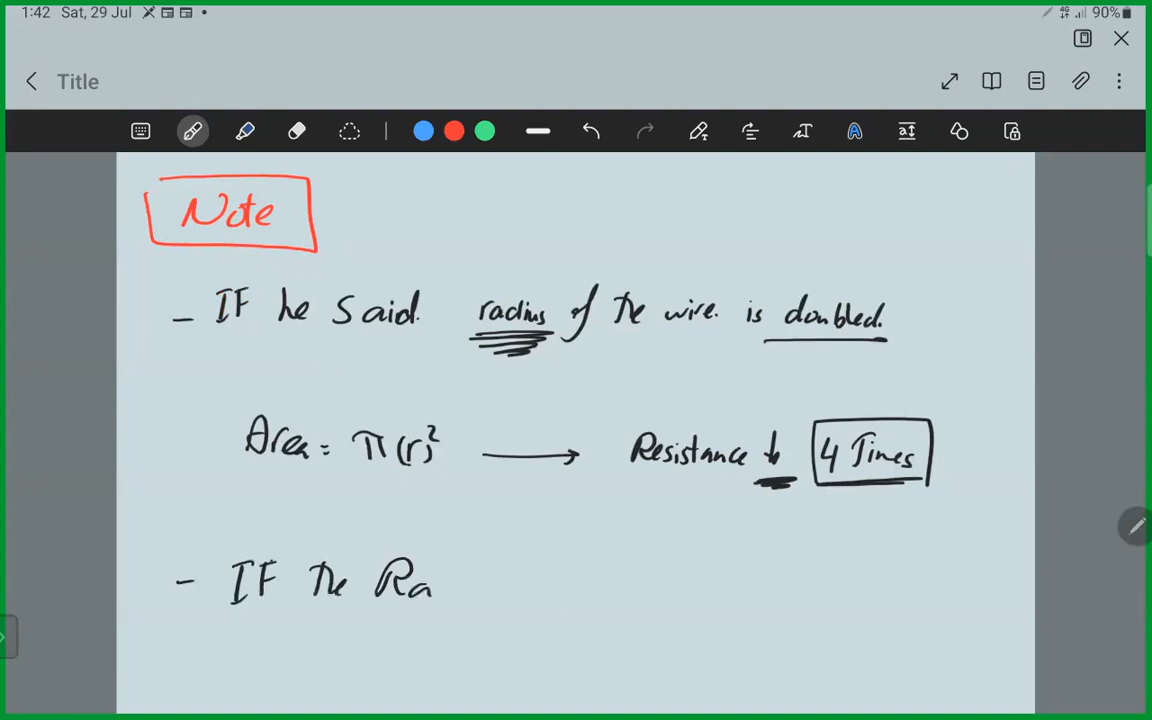 1:42 Sat, 29 Jul
4G 90%
Title
Note
- IF he Said radius of the wire. is doubled.
Area = π(r)² → Resistance ↓ 4 Times
- IF the Ra